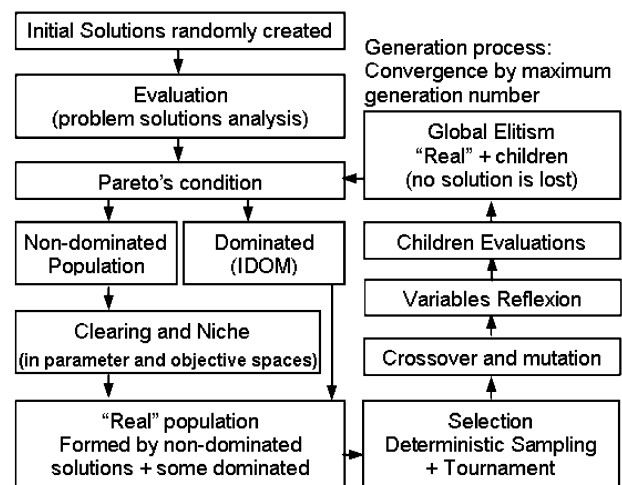 Initial Solutions randomly created
Evaluation
(problem solutions analysis)
Pareto's condition
Non-dominated
Population
Dominated
(IDOM)
Clearing and Niche
(in parameter and objective spaces)
"Real" population
Formed by non-dominated
solutions + some dominated
Selection
Deterministic Sampling
+ Tournament
Crossover and mutation
Variables Reflexion
Children Evaluations
Global Elitism
"Real" + children
(no solution is lost)
Generation process:
Convergence by maximum
generation number